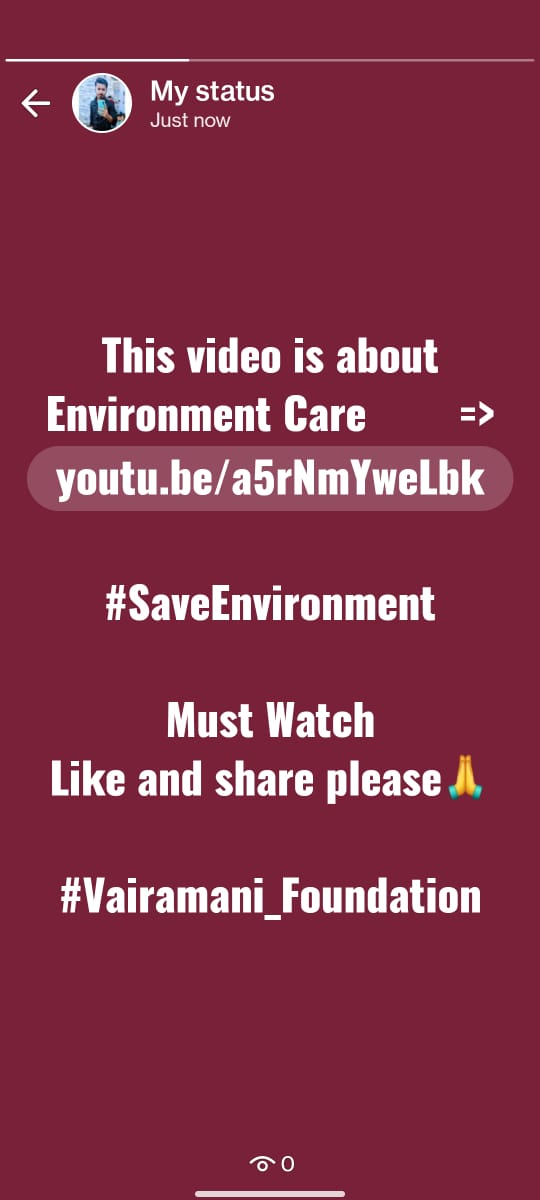 My status
Just now
This video is about
Environment Care =>
youtu.be/a5rNmYweLbk
#SaveEnvironment
Must Watch
Like and share please🙏
#Vairamani_Foundation
0